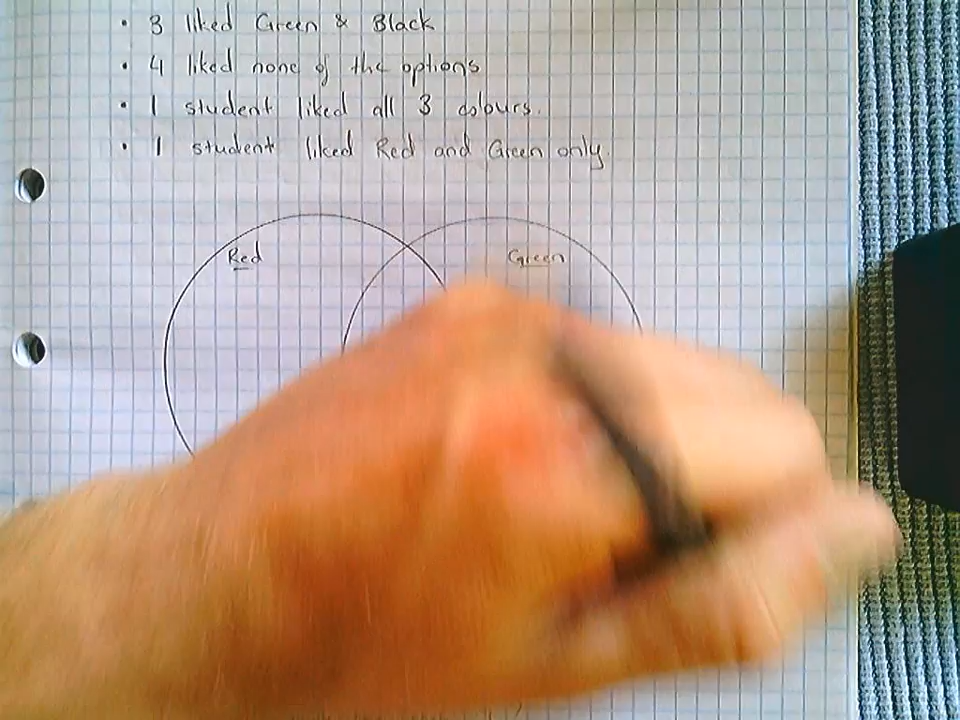 • 3 liked Green & Black
• 4 liked none of the options
• 1 student liked all 3 colours.
• 1 student liked Red and Green only.
Red Green